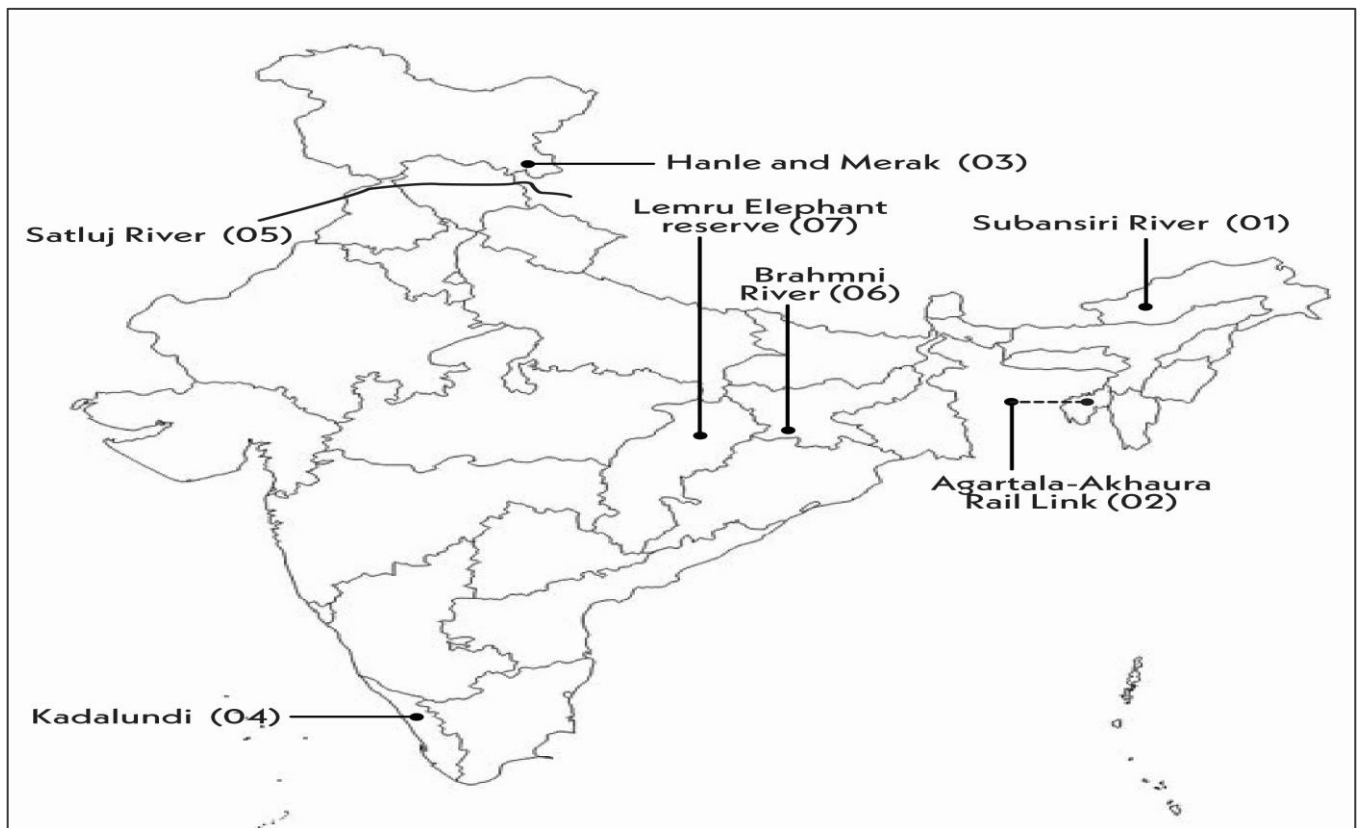 Hanle and Merak (03)
Satluj River (05)
Lemru Elephant
reserve (07)
Subansiri River (01)
Brahmni
River (06)
Agartala-Akhaura
Rail Link (02)
Kadalundi (04)